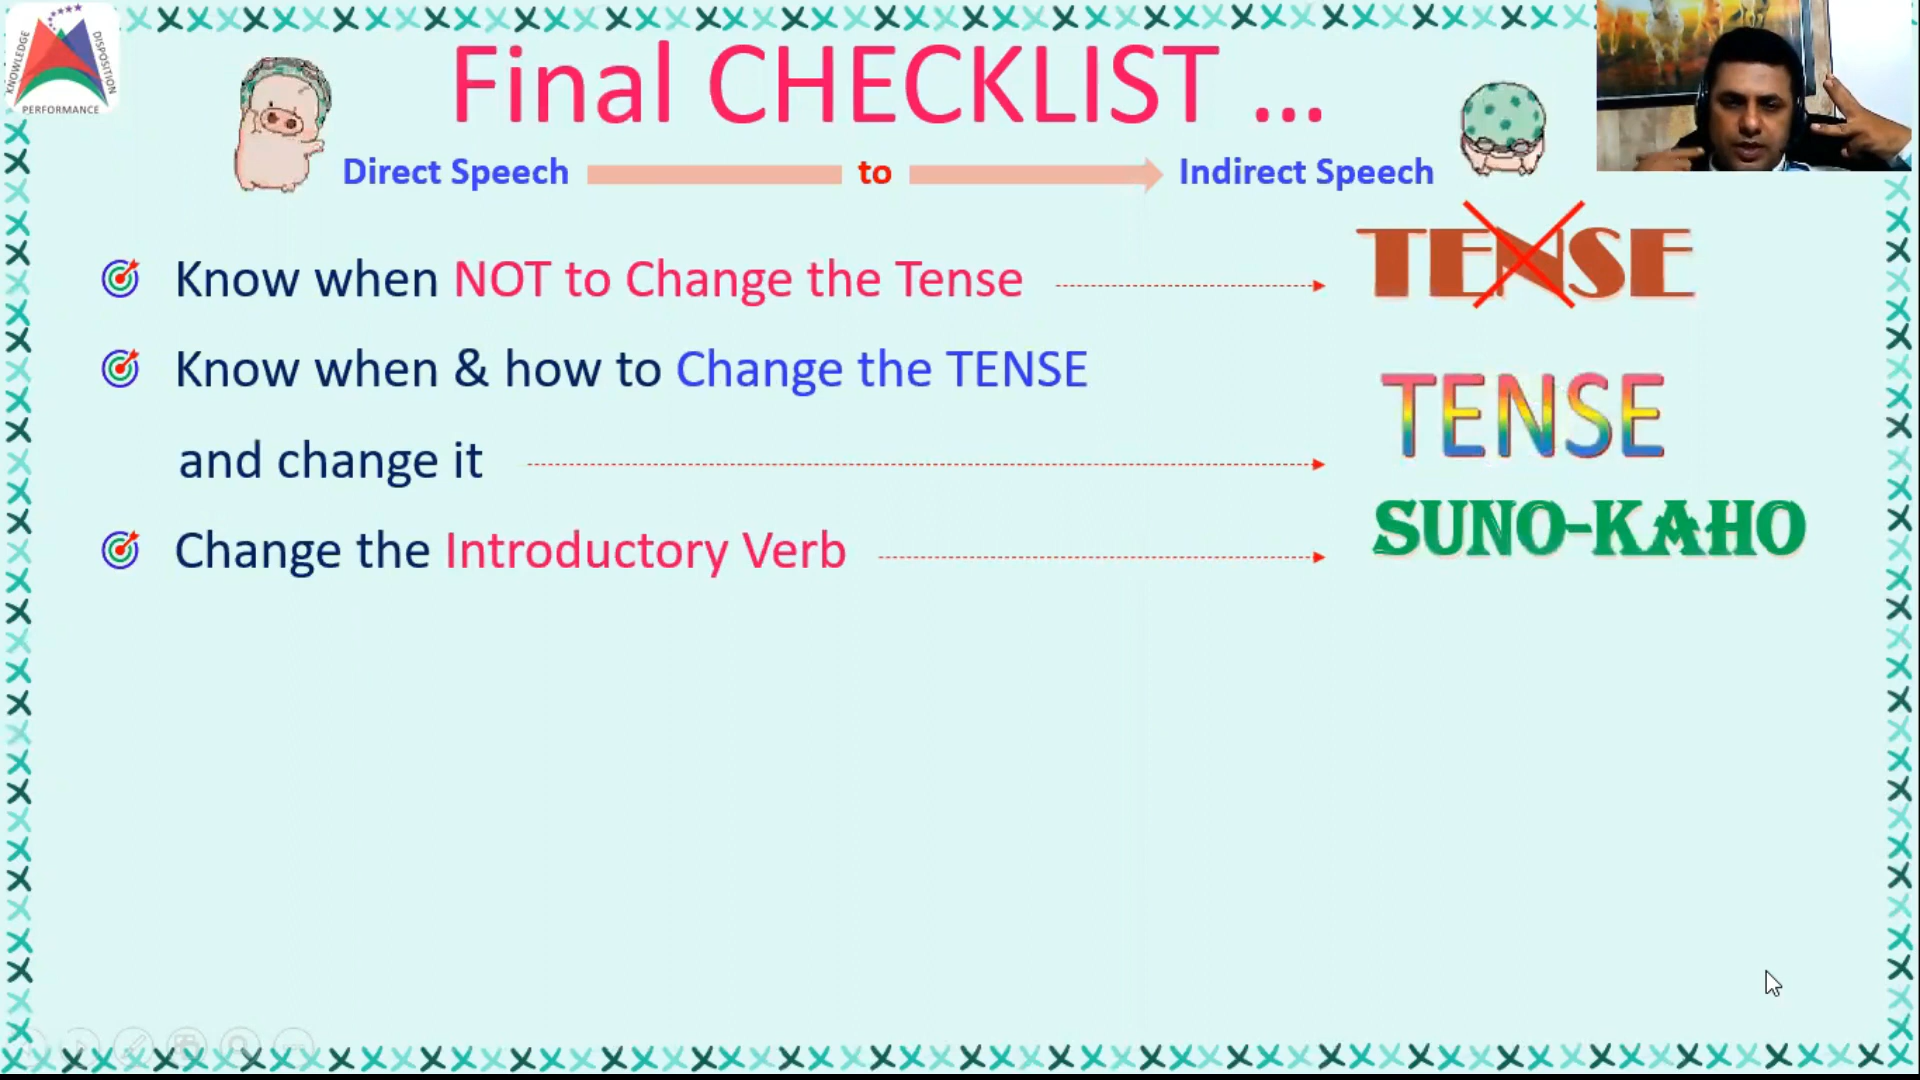 KNOWLEDGE
DISPOSITION
PERFORMANCE
Final CHECKLIST ...
Direct Speech to Indirect Speech
Know when NOT to Change the Tense TENSE
Know when & how to Change the TENSE
and change it TENSE
Change the Introductory Verb SUNO-KAHO